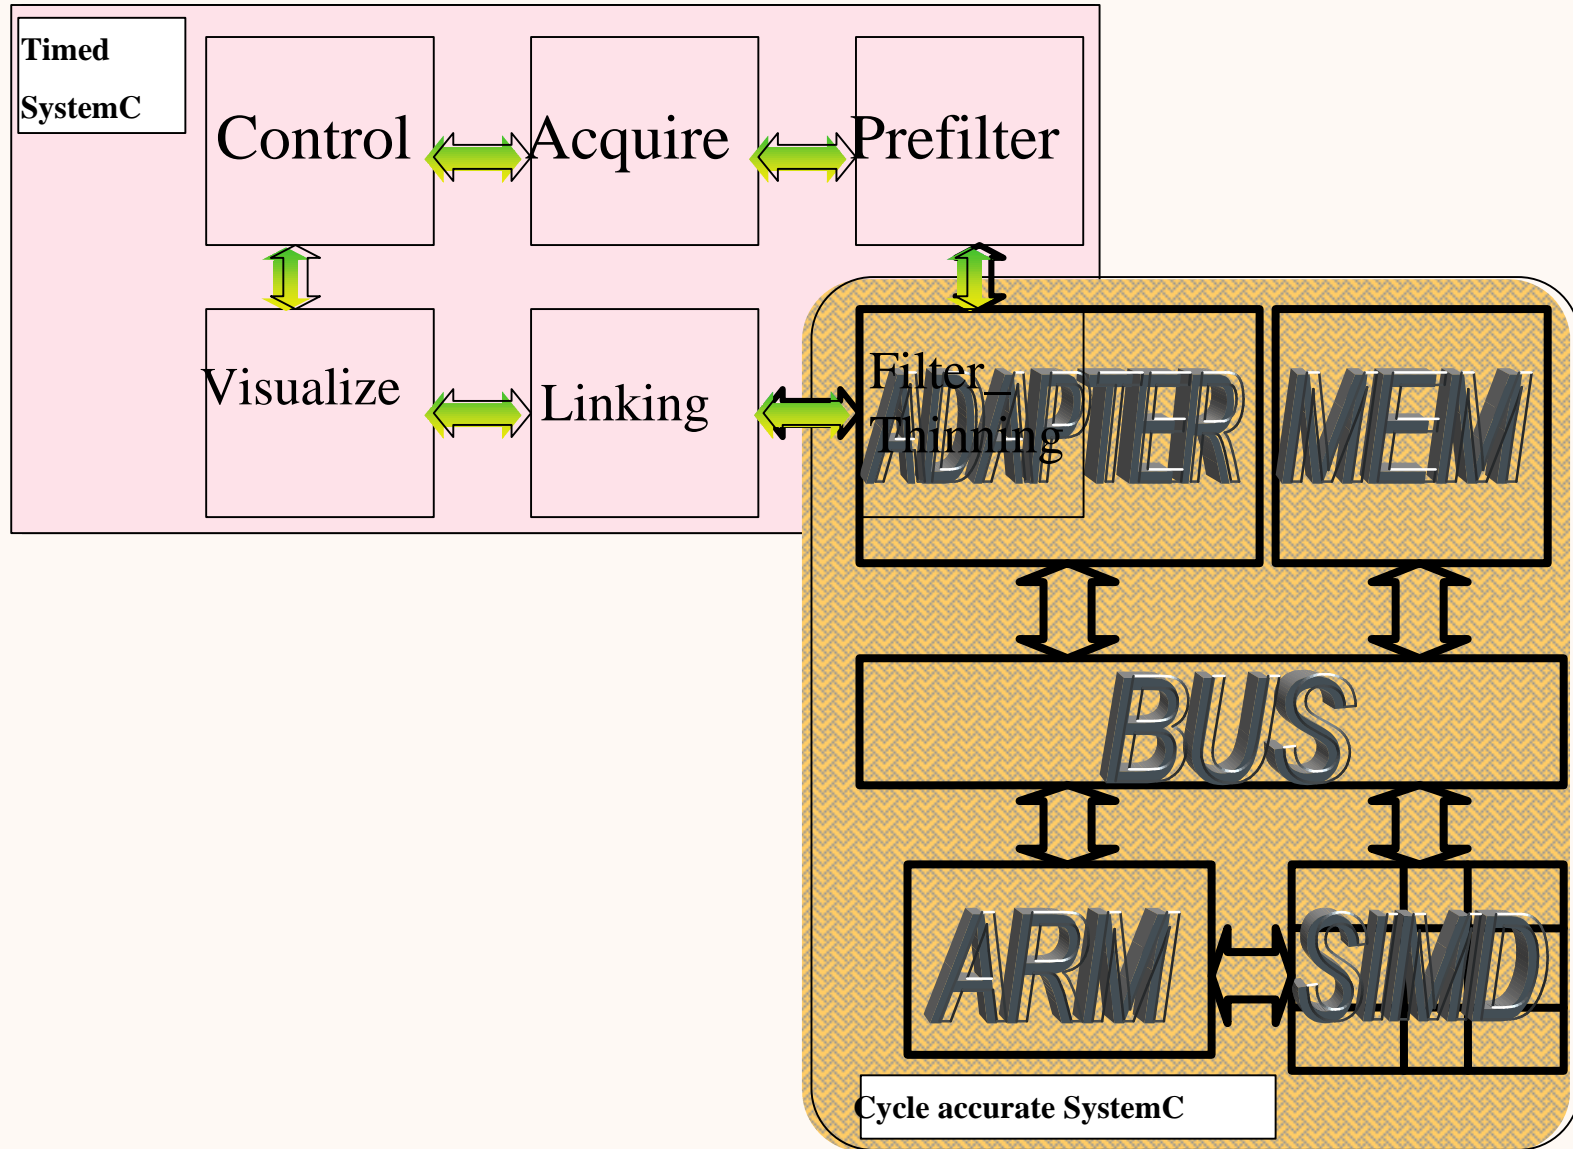 Timed
SystemC
Control
Acquire
Prefilter
Visualize
Linking
Filter_
Thinning
ADAPTER
MEM
BUS
ARM
SIMD
Cycle accurate SystemC